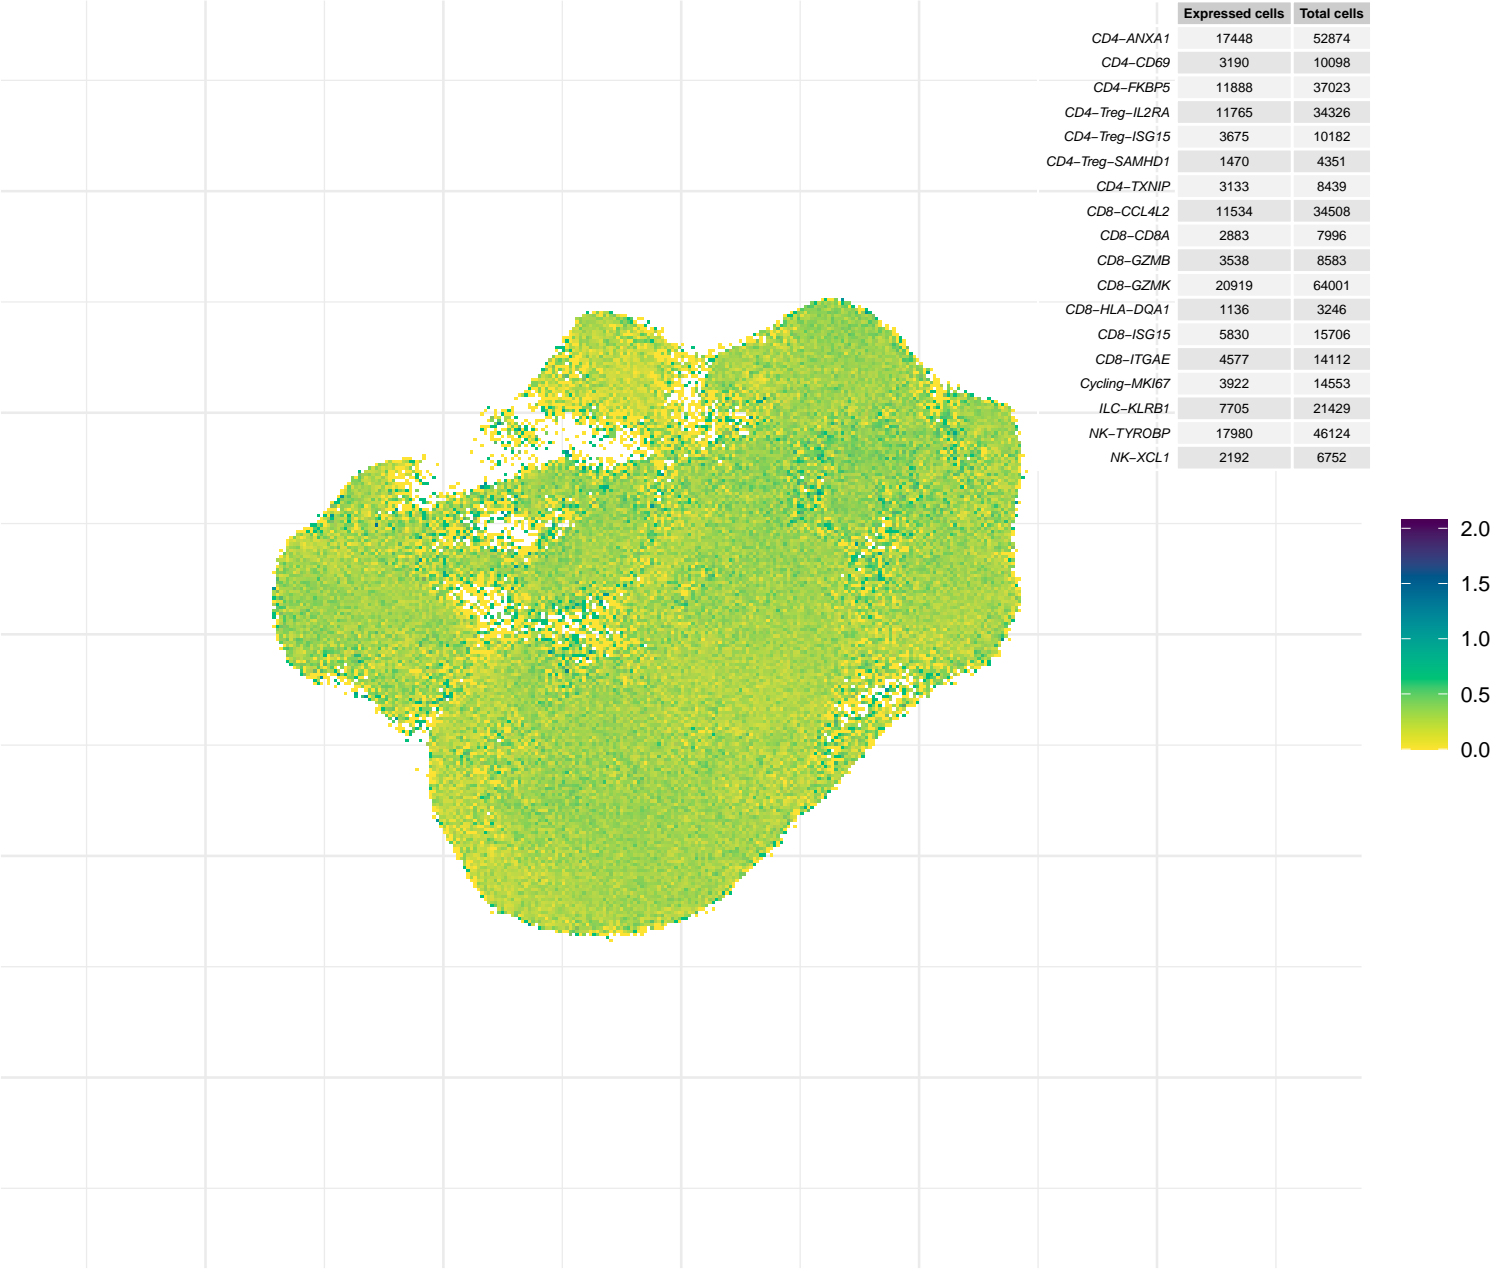 Expressed cells Total cells
CD4−ANXA1 17448 52874
CD4−CD69 3190 10098
CD4−FKBP5 11888 37023
CD4−Treg−IL2RA 11765 34326
CD4−Treg−ISG15 3675 10182
CD4−Treg−SAMHD1 1470 4351
CD4−TXNIP 3133 8439
CD8−CCL4L2 11534 34508
CD8−CD8A 2883 7996
CD8−GZMB 3538 8583
CD8−GZMK 20919 64001
CD8−HLA−DQA1 1136 3246
CD8−ISG15 5830 15706
CD8−ITGAE 4577 14112
Cycling−MKI67 3922 14553
ILC−KLRB1 7705 21429
NK−TYROBP 17980 46124
NK−XCL1 2192 6752
2.0
1.5
1.0
0.5
0.0